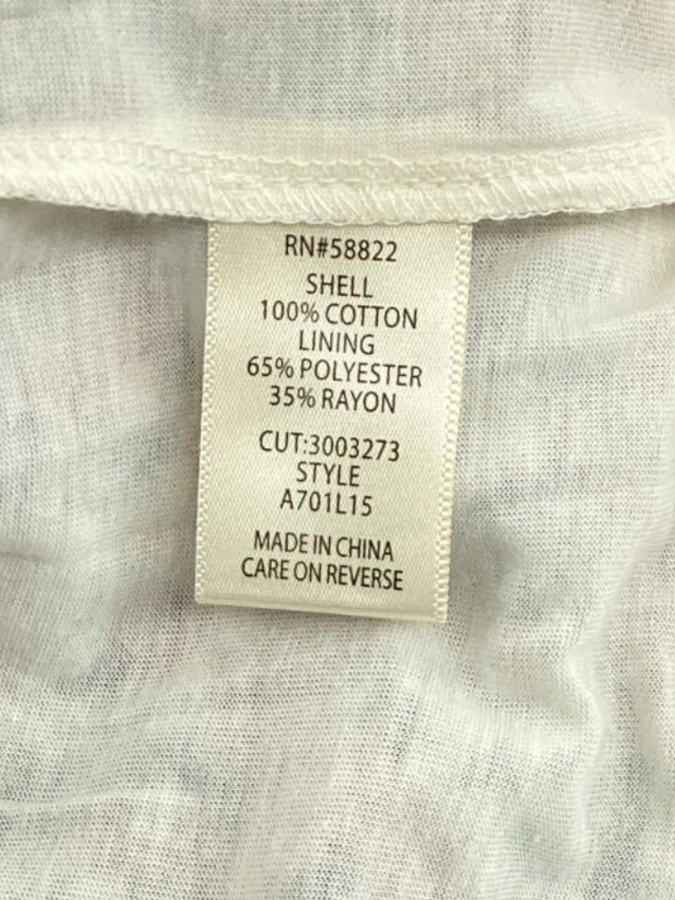 RN#58822
SHELL
100% COTTON
LINING
65% POLYESTER
35% RAYON
CUT:3003273
STYLE
A701L15
MADE IN CHINA
CARE ON REVERSE